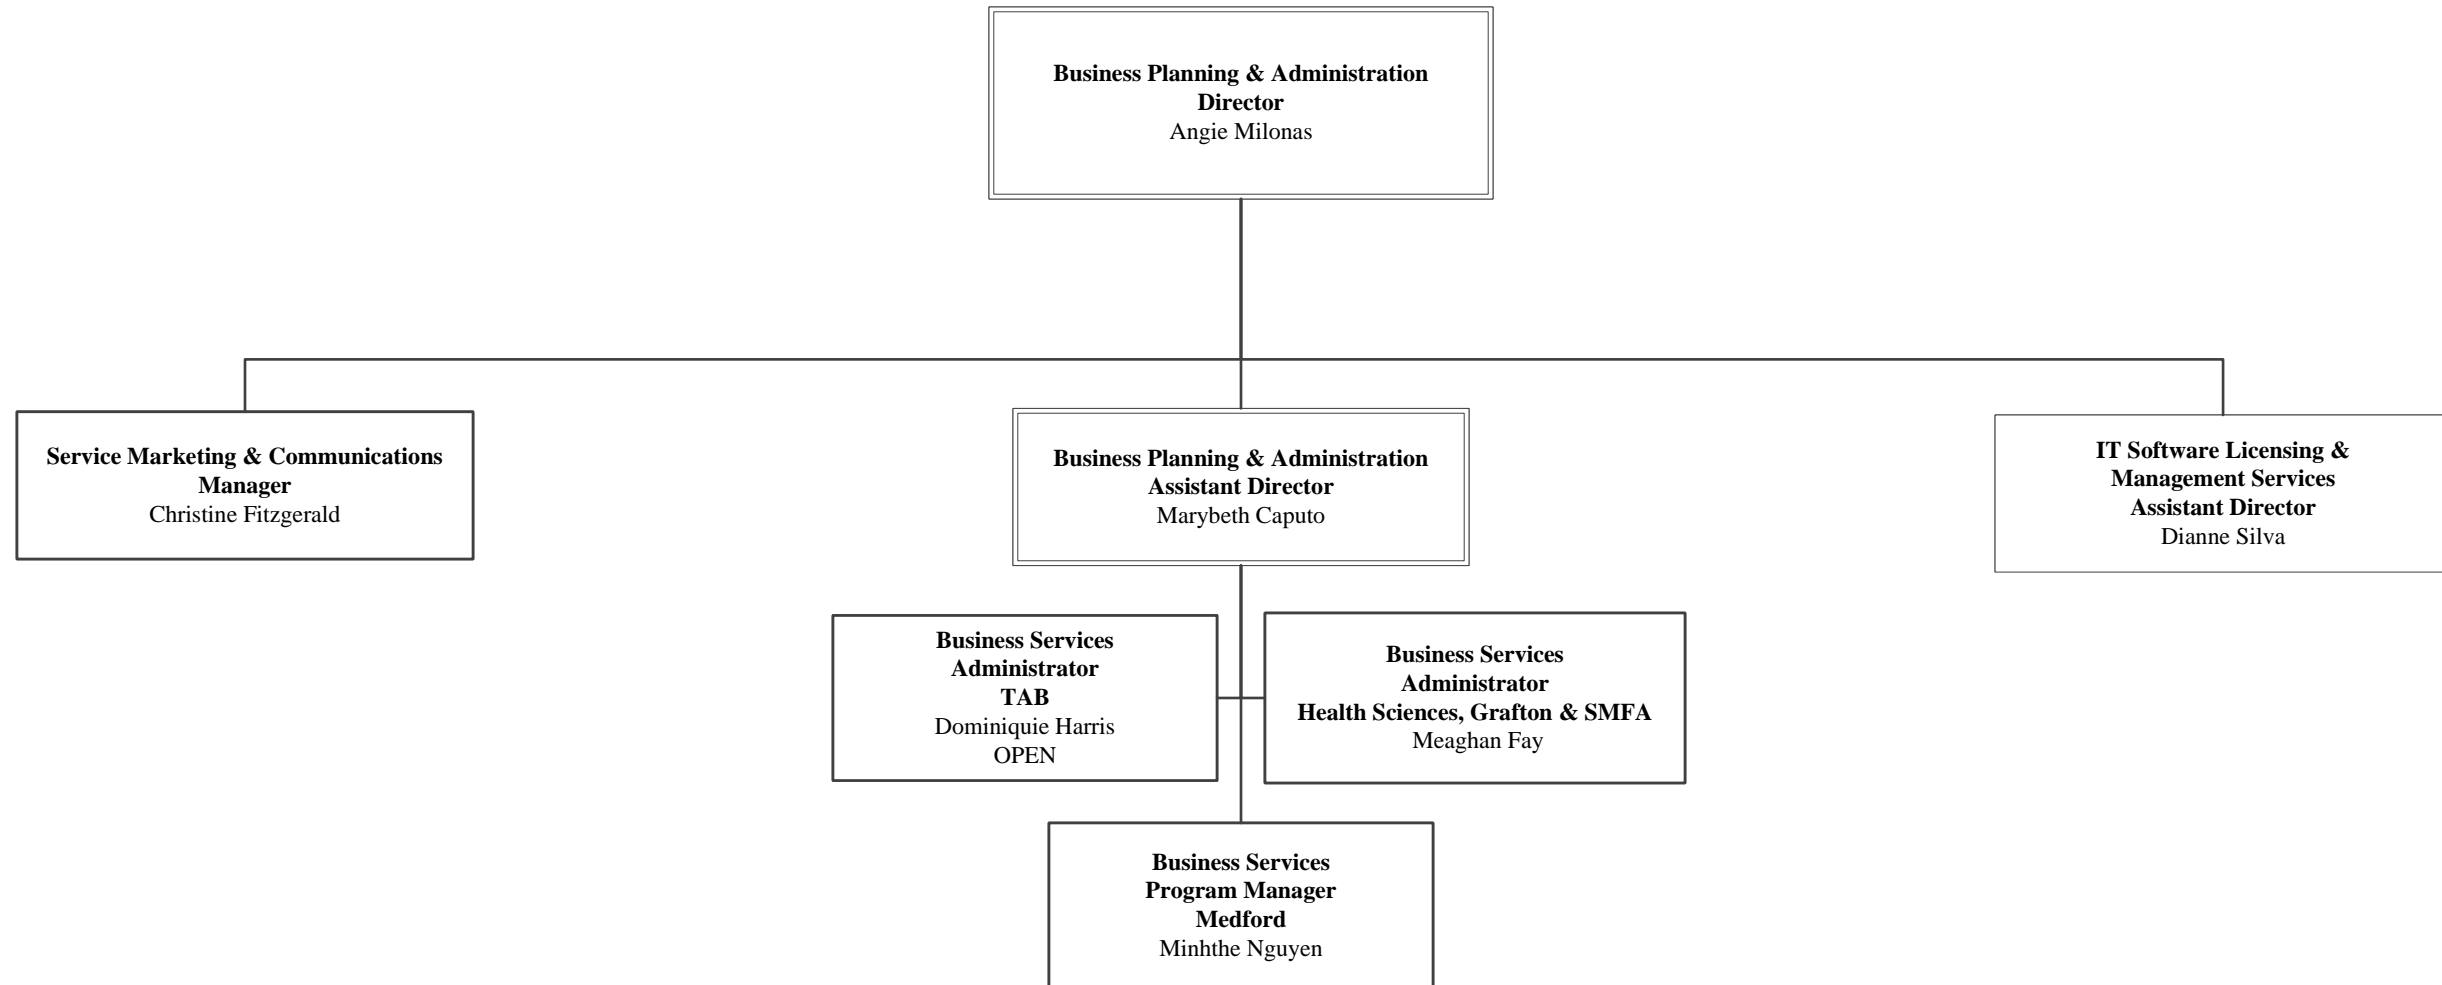 Business Planning & Administration
Director
Angie Milonas
Service Marketing & Communications
Manager
Christine Fitzgerald
Business Planning & Administration
Assistant Director
Marybeth Caputo
IT Software Licensing &
Management Services
Assistant Director
Dianne Silva
Business Services
Administrator
TAB
Dominiquie Harris
OPEN
Business Services
Administrator
Health Sciences, Grafton & SMFA
Meaghan Fay
Business Services
Program Manager
Medford
Minhthe Nguyen